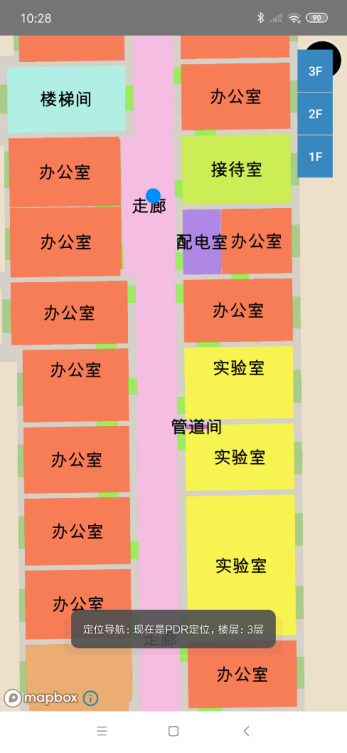 10:28
90
3F
楼梯间
办公室
2F
1F
办公室
接待室
走廊
办公室
配电室
办公室
办公室
办公室
办公室
实验室
管道间
办公室
实验室
办公室
实验室
办公室
定位导航: 现在是PDR定位, 楼层: 3层
走廊
办公室
mapbox